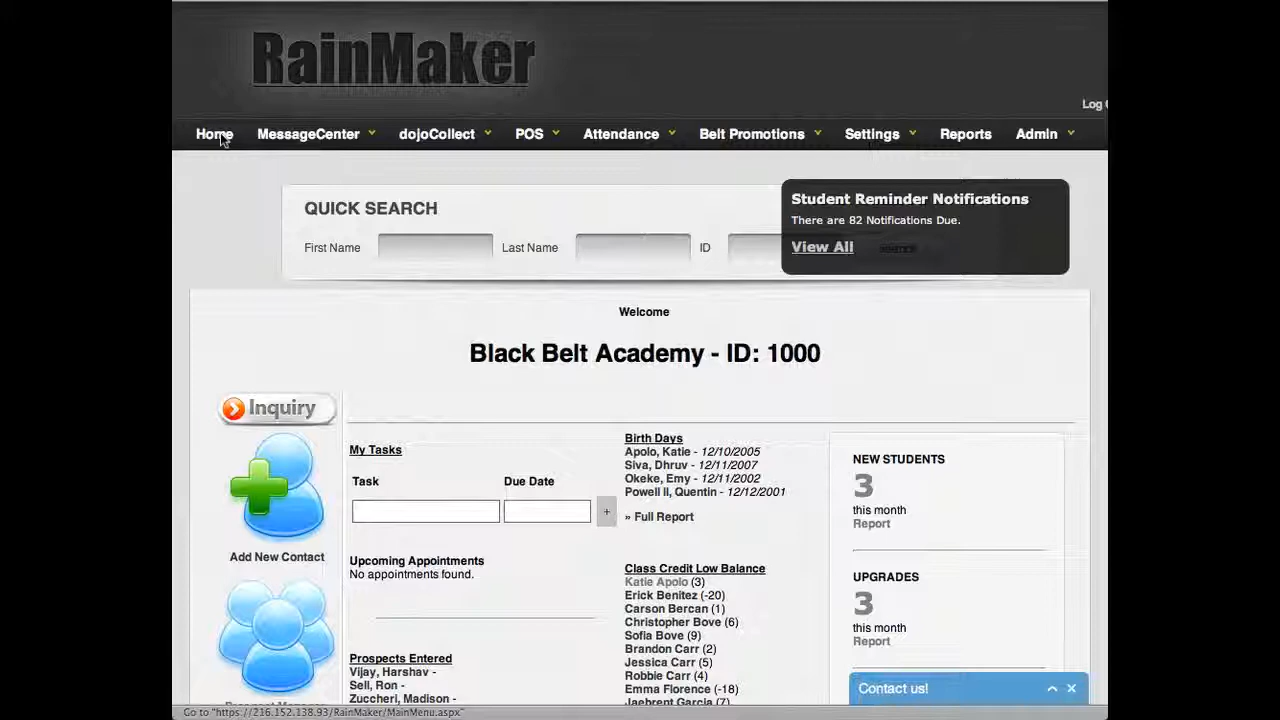 RainMaker
Log
Home MessageCenter dojoCollect POS Attendance Belt Promotions Settings Reports Admin
QUICK SEARCH
First Name Last Name ID
Student Reminder Notifications
There are 82 Notifications Due.
View All
Welcome
Black Belt Academy - ID: 1000
Inquiry
Add New Contact
My Tasks
Task Due Date
+
Upcoming Appointments
No appointments found.
Prospects Entered
Vijay, Harshav -
Sell, Ron -
Zuccheri, Madison -
Birth Days
Apolo, Katie - 12/10/2005
Siva, Dhruv - 12/11/2007
Okeke, Emy - 12/11/2002
Powell ii, Quentin - 12/12/2001
» Full Report
Class Credit Low Balance
Katie Apolo (3)
Erick Benitez (-20)
Carson Bercan (1)
Christopher Bove (6)
Sofia Bove (9)
Brandon Carr (2)
Jessica Carr (5)
Robbie Carr (4)
Emma Florence (-18)
Jaebrent Garcia (7)
NEW STUDENTS
3
this month
Report
UPGRADES
3
this month
Report
Contact us!
Go to "https://216.152.138.93/RainMaker/MainMenu.aspx"